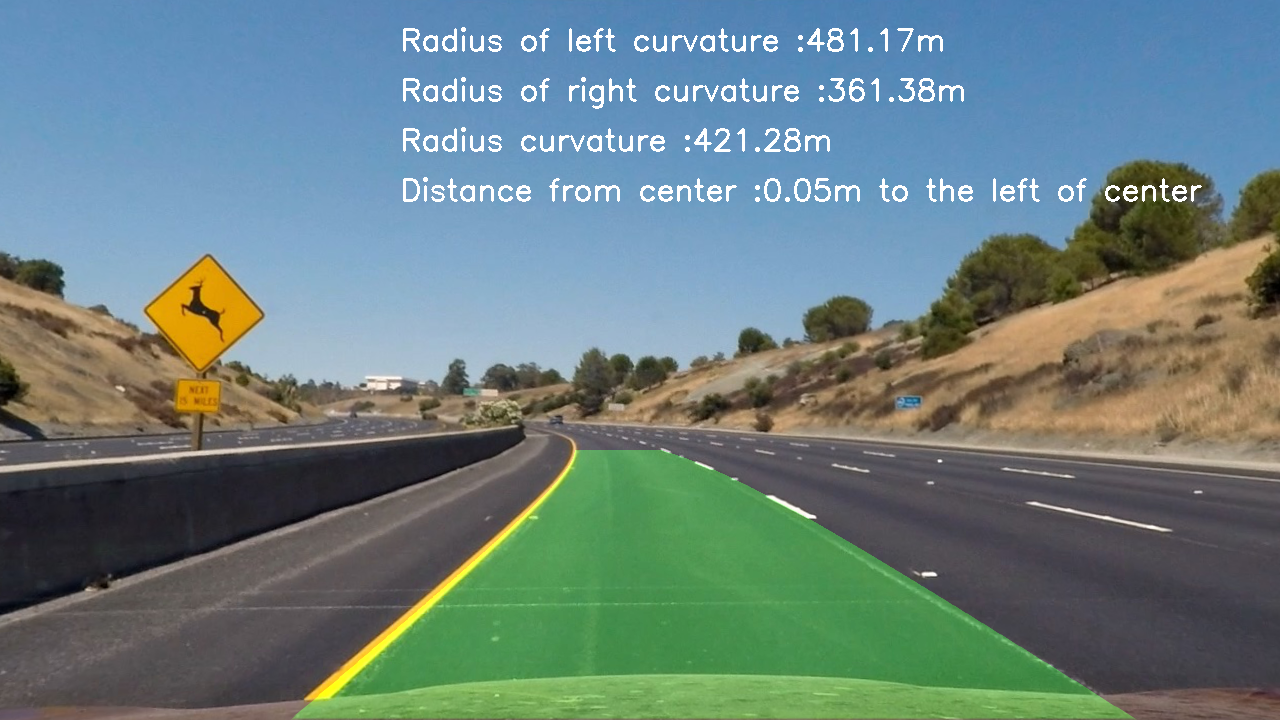 Radius of left curvature :481.17m
Radius of right curvature :361.38m
Radius curvature :421.28m
Distance from center :0.05m to the left of center
NEXT
15 MILES